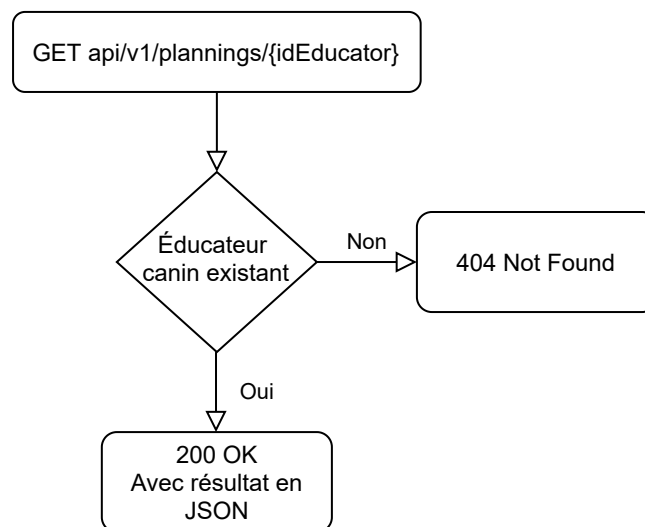 GET api/v1/plannings/{idEducator}
Éducateur
canin existant
Non
404 Not Found
Oui
200 OK
Avec résultat en
JSON